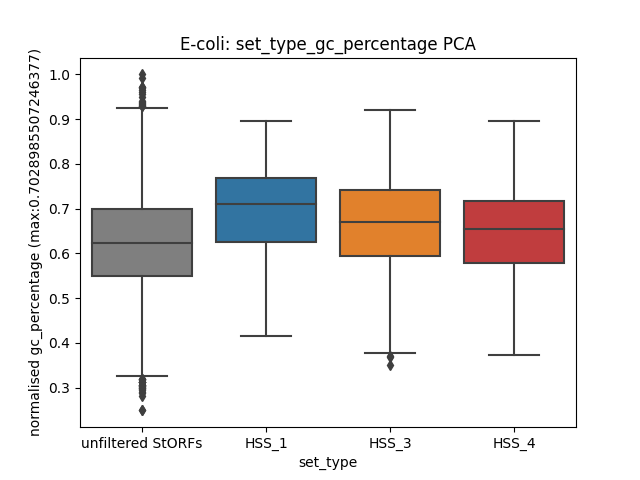 E-coli: set_type_gc_percentage PCA
normalised gc_percentage (max:0.7028985507246377)
1.0
0.9
0.8
0.7
0.6
0.5
0.4
0.3
unfiltered StORFs HSS_1 HSS_3 HSS_4
set_type